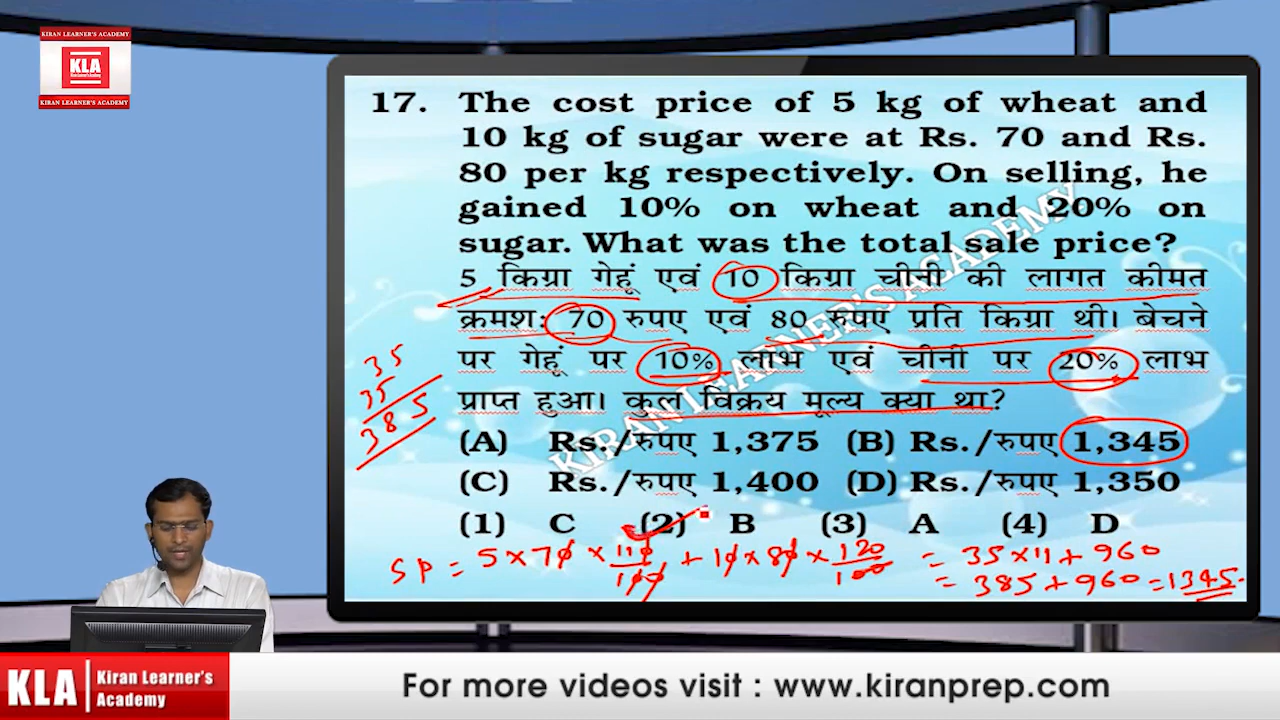 KIRAN LEARNER'S ACADEMY
KLA
Kiran Learner's Academy
KIRAN LEARNER'S ACADEMY
17. The cost price of 5 kg of wheat and
10 kg of sugar were at Rs. 70 and Rs.
80 per kg respectively. On selling, he
gained 10% on wheat and 20% on
sugar. What was the total sale price?
5 किग्रा गेहूं एवं 10 किग्रा चीनी की लागत कीमत
क्रमश: 70 रुपए एवं 80 रुपए प्रति किग्रा थी। बेचने
पर गेहूं पर 10% लाभ एवं चीनी पर 20% लाभ
प्राप्त हुआ। कुल विक्रय मूल्य क्या था?
35
35
385
(A) Rs./रुपए 1,375 (B) Rs./रुपए 1,345
(C) Rs./रुपए 1,400 (D) Rs./रुपए 1,350
(1) C (2) B (3) A (4) D
SP = 5 × 70 × 110/100 + 10 × 80 × 120/100 = 35 × 11 + 960
= 385 + 960 = 1345
KIRAN LEARNER'S ACADEMY
KLA Kiran Learner's
Academy
For more videos visit : www.kiranprep.com